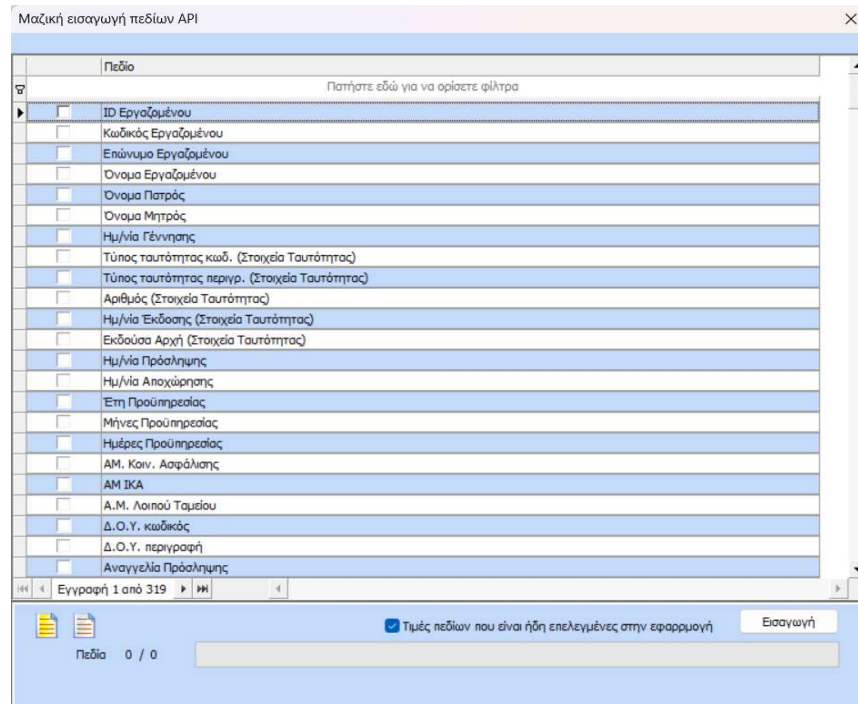 Μαζική εισαγωγή πεδίων API
Πεδίο
Πατήστε εδώ για να ορίσετε φίλτρα
ID Εργαζομένου
Κωδικός Εργαζομένου
Επώνυμο Εργαζομένου
Όνομα Εργαζομένου
Όνομα Πατρός
Όνομα Μητρός
Ημ/νία Γέννησης
Τύπος ταυτότητας κωδ. (Στοιχεία Ταυτότητας)
Τύπος ταυτότητας περιγρ. (Στοιχεία Ταυτότητας)
Αριθμός (Στοιχεία Ταυτότητας)
Ημ/νία Έκδοσης (Στοιχεία Ταυτότητας)
Εκδούσα Αρχή (Στοιχεία Ταυτότητας)
Ημ/νία Πρόσληψης
Ημ/νία Αποχώρησης
Έτη Προϋπηρεσίας
Μήνες Προϋπηρεσίας
Ημέρες Προϋπηρεσίας
ΑΜ. Κοιν. Ασφάλισης
ΑΜ ΙΚΑ
Α.Μ. Λοιπού Ταμείου
Δ.Ο.Υ. κωδικός
Δ.Ο.Υ. περιγραφή
Αναγγελία Πρόσληψης
Εγγραφή 1 από 319
Τιμές πεδίων που είναι ήδη επελεγμένες στην εφαρρμογή
Εισαγωγή
Πεδία 0 / 0